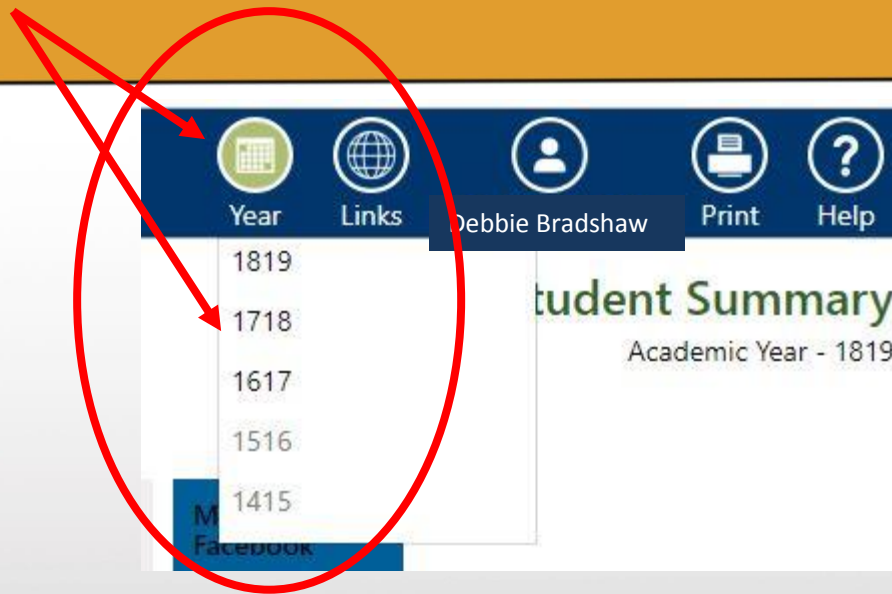 Year Links Debbie Bradshaw Print Help
1819
1718
1617
1516
1415
tudent Summary
Academic Year - 1819
M
Facebook